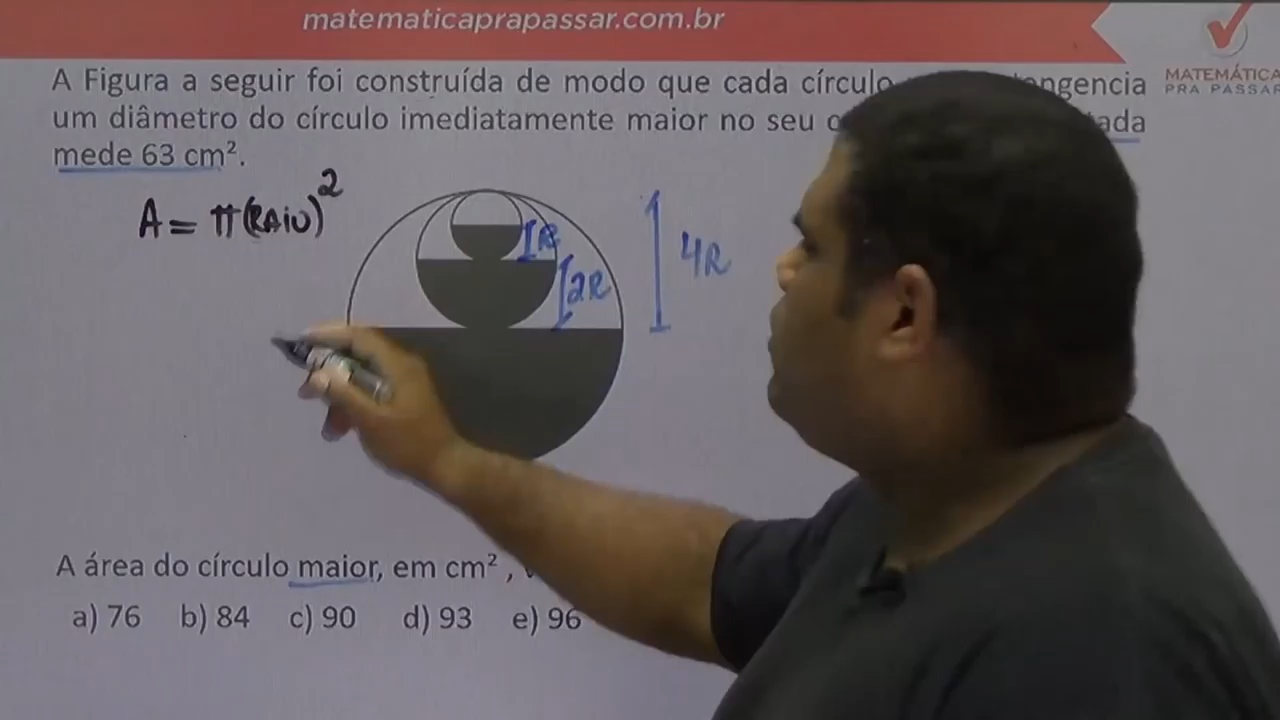 matematicaprapassar.com.br
MATEMÁTICA
PRA PASSAR
A Figura a seguir foi construída de modo que cada círculo
um diâmetro do círculo imediatamente maior no seu
mede 63 cm².
A = π(RAIO)²
R
2R
4R
A área do círculo maior, em cm² ,
a) 76 b) 84 c) 90 d) 93 e) 96